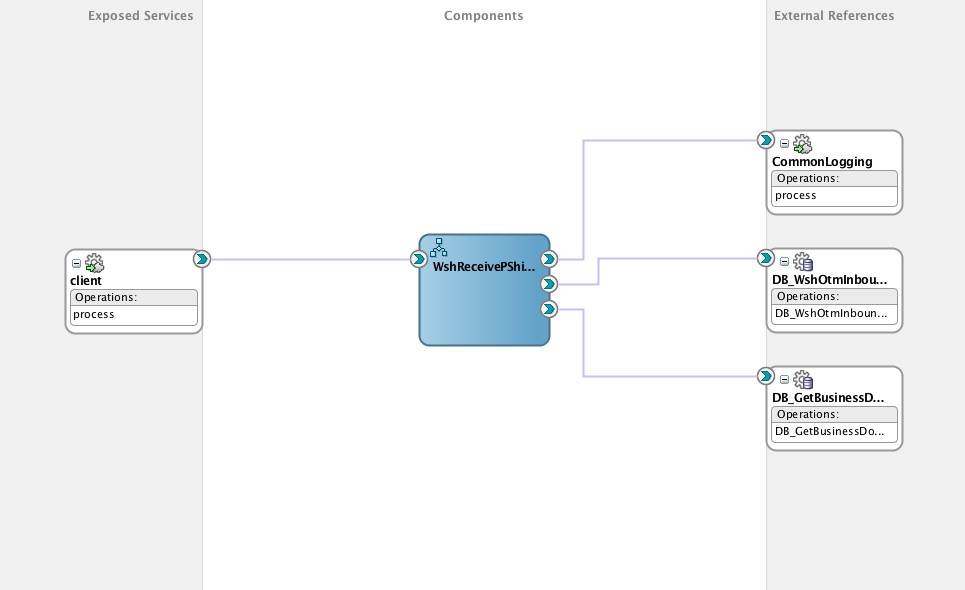 Exposed Services
Components
External References
client
Operations:
process
WshReceivePShi...
CommonLogging
Operations:
process
DB_WshOtmInbou...
Operations:
DB_WshOtmInboun...
DB_GetBusinessD...
Operations:
DB_GetBusinessDo...